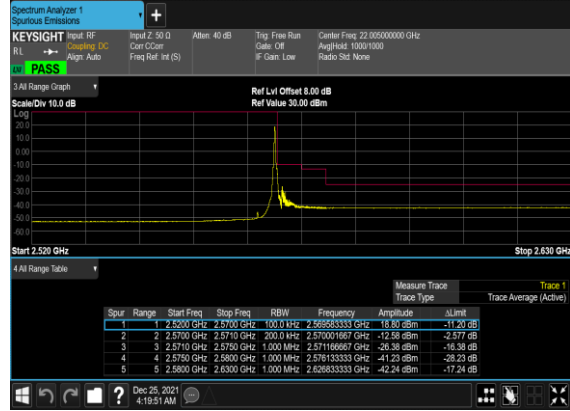 Spectrum Analyzer 1
Spurious Emissions
KEYSIGHT Input: RF Input Z: 50 Ω Atten: 40 dB Trig: Free Run Center Freq: 22.005000000 GHz
RL Coupling: DC Corr CCorr Gate: Off Avg|Hold: 1000/1000
Align: Auto Freq Ref: Int (S) IF Gain: Low Radio Std: None
PASS
3 All Range Graph
Ref Lvl Offset 8.00 dB
Scale/Div 10.0 dB Ref Value 30.00 dBm
Log
20.0
10.0
0.00
-10.0
-20.0
-30.0
-40.0
-50.0
-60.0
Start 2.520 GHz Stop 2.630 GHz
4 All Range Table
Measure Trace Trace 1
Trace Type Trace Average (Active)
Spur Range Start Freq Stop Freq RBW Frequency Amplitude ΔLimit
1 1 2.5200 GHz 2.5700 GHz 100.0 kHz 2.569583333 GHz 18.80 dBm -11.20 dB
2 2 2.5700 GHz 2.5710 GHz 200.0 kHz 2.570001667 GHz -12.58 dBm -2.577 dB
3 3 2.5710 GHz 2.5750 GHz 1.000 MHz 2.571166667 GHz -26.38 dBm -16.38 dB
4 4 2.5750 GHz 2.5800 GHz 1.000 MHz 2.576133333 GHz -41.23 dBm -28.23 dB
5 5 2.5800 GHz 2.6300 GHz 1.000 MHz 2.626833333 GHz -42.24 dBm -17.24 dB
Dec 25, 2021
4:19:51 AM